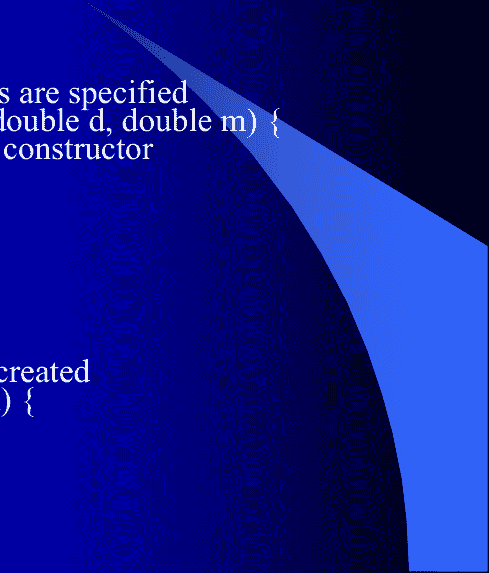 s are specified
double d, double m) {
constructor
created
) {